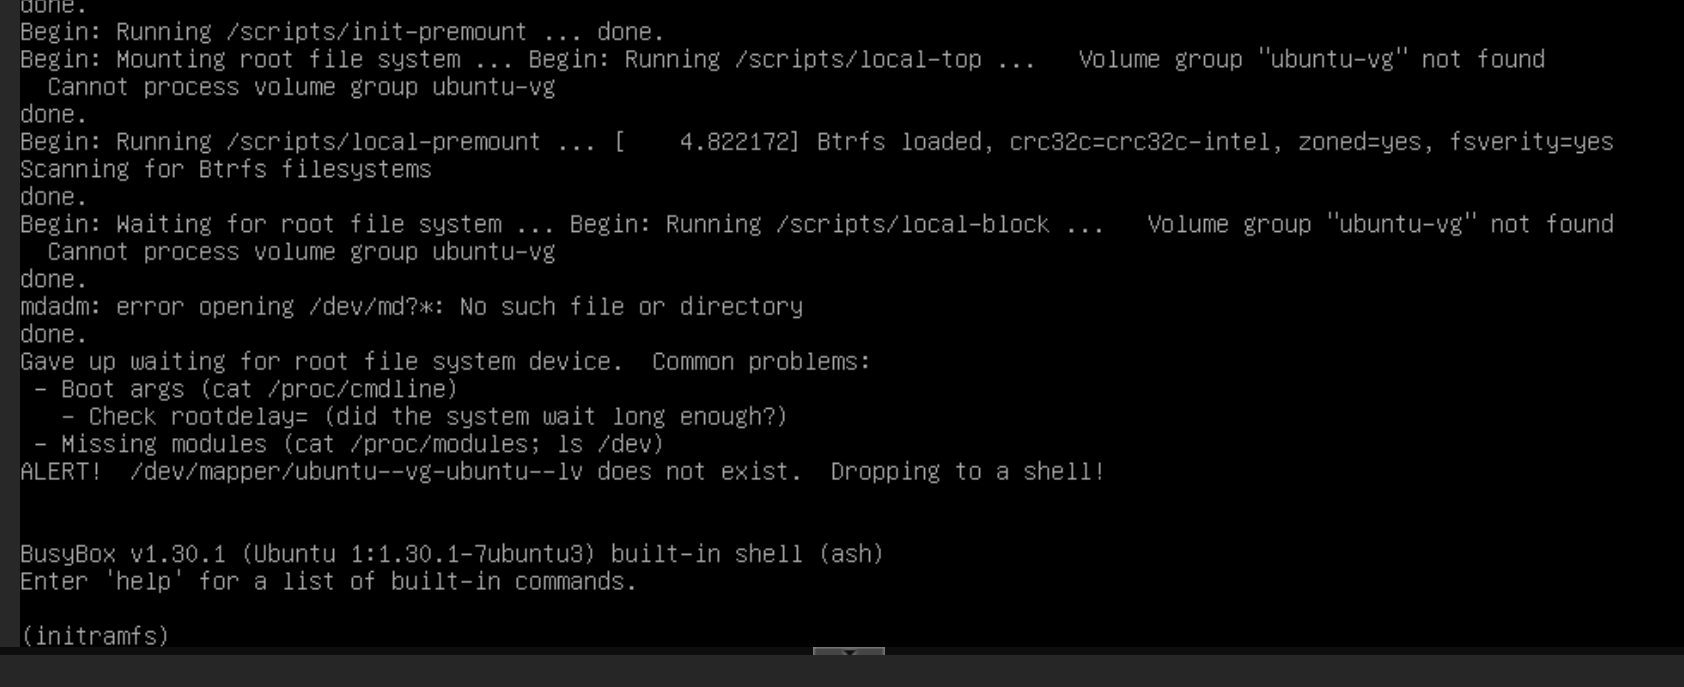 done.
Begin: Running /scripts/init-premount ... done.
Begin: Mounting root file system ... Begin: Running /scripts/local-top ...   Volume group "ubuntu-vg" not found
  Cannot process volume group ubuntu-vg
done.
Begin: Running /scripts/local-premount ... [    4.822172] Btrfs loaded, crc32c=crc32c-intel, zoned=yes, fsverity=yes
Scanning for Btrfs filesystems
done.
Begin: Waiting for root file system ... Begin: Running /scripts/local-block ...   Volume group "ubuntu-vg" not found
  Cannot process volume group ubuntu-vg
done.
mdadm: error opening /dev/md?*: No such file or directory
done.
Gave up waiting for root file system device.  Common problems:
 - Boot args (cat /proc/cmdline)
   - Check rootdelay= (did the system wait long enough?)
 - Missing modules (cat /proc/modules; ls /dev)
ALERT!  /dev/mapper/ubuntu--vg-ubuntu--lv does not exist.  Dropping to a shell!
BusyBox v1.30.1 (Ubuntu 1:1.30.1-7ubuntu3) built-in shell (ash)
Enter 'help' for a list of built-in commands.
(initramfs)